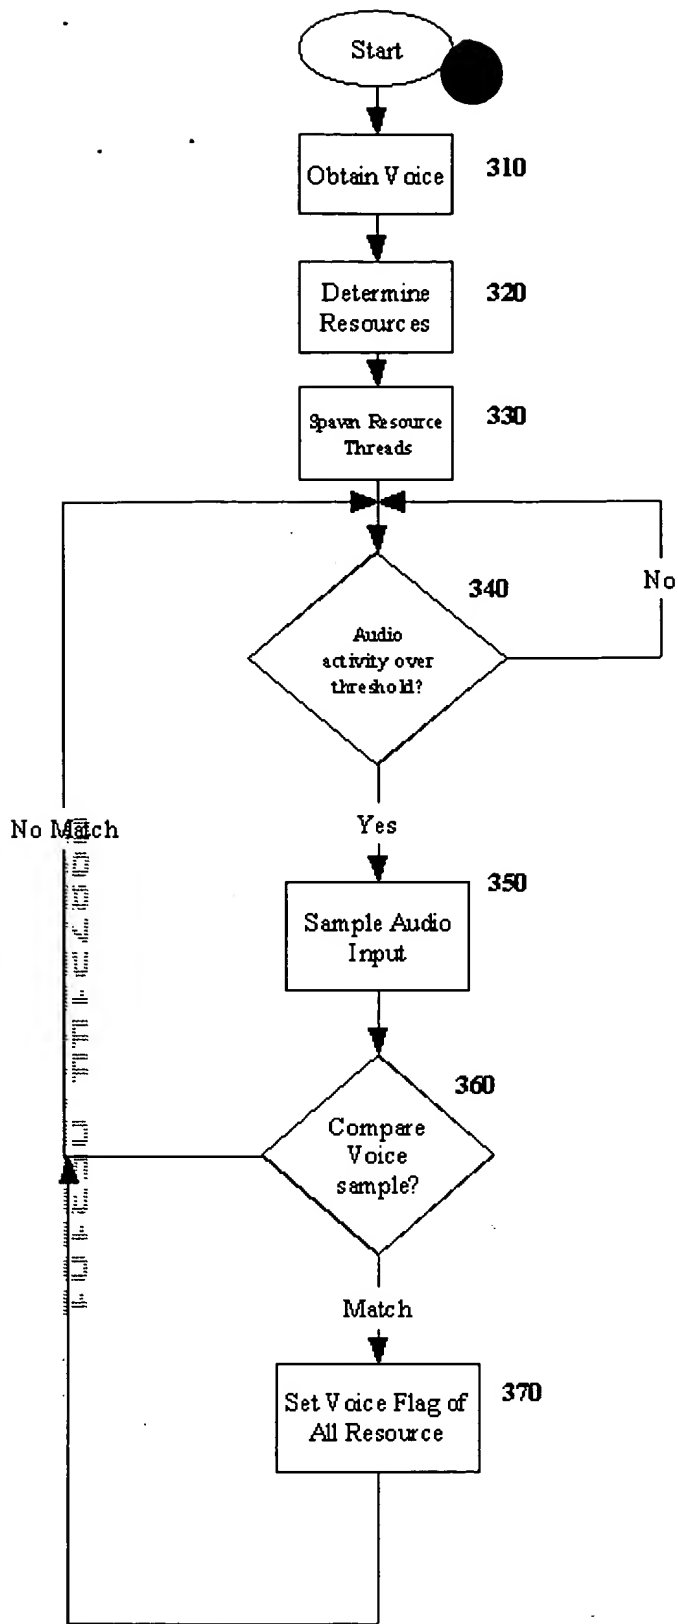 Start
Obtain Voice
310
Determine
Resources
320
Spawn Resource
Threads
330
340
No
Audio
activity over
threshold?
No Match
Yes
350
Sample Audio
Input
360
Compare
Voice
sample?
Match
Set Voice Flag of
All Resource
370